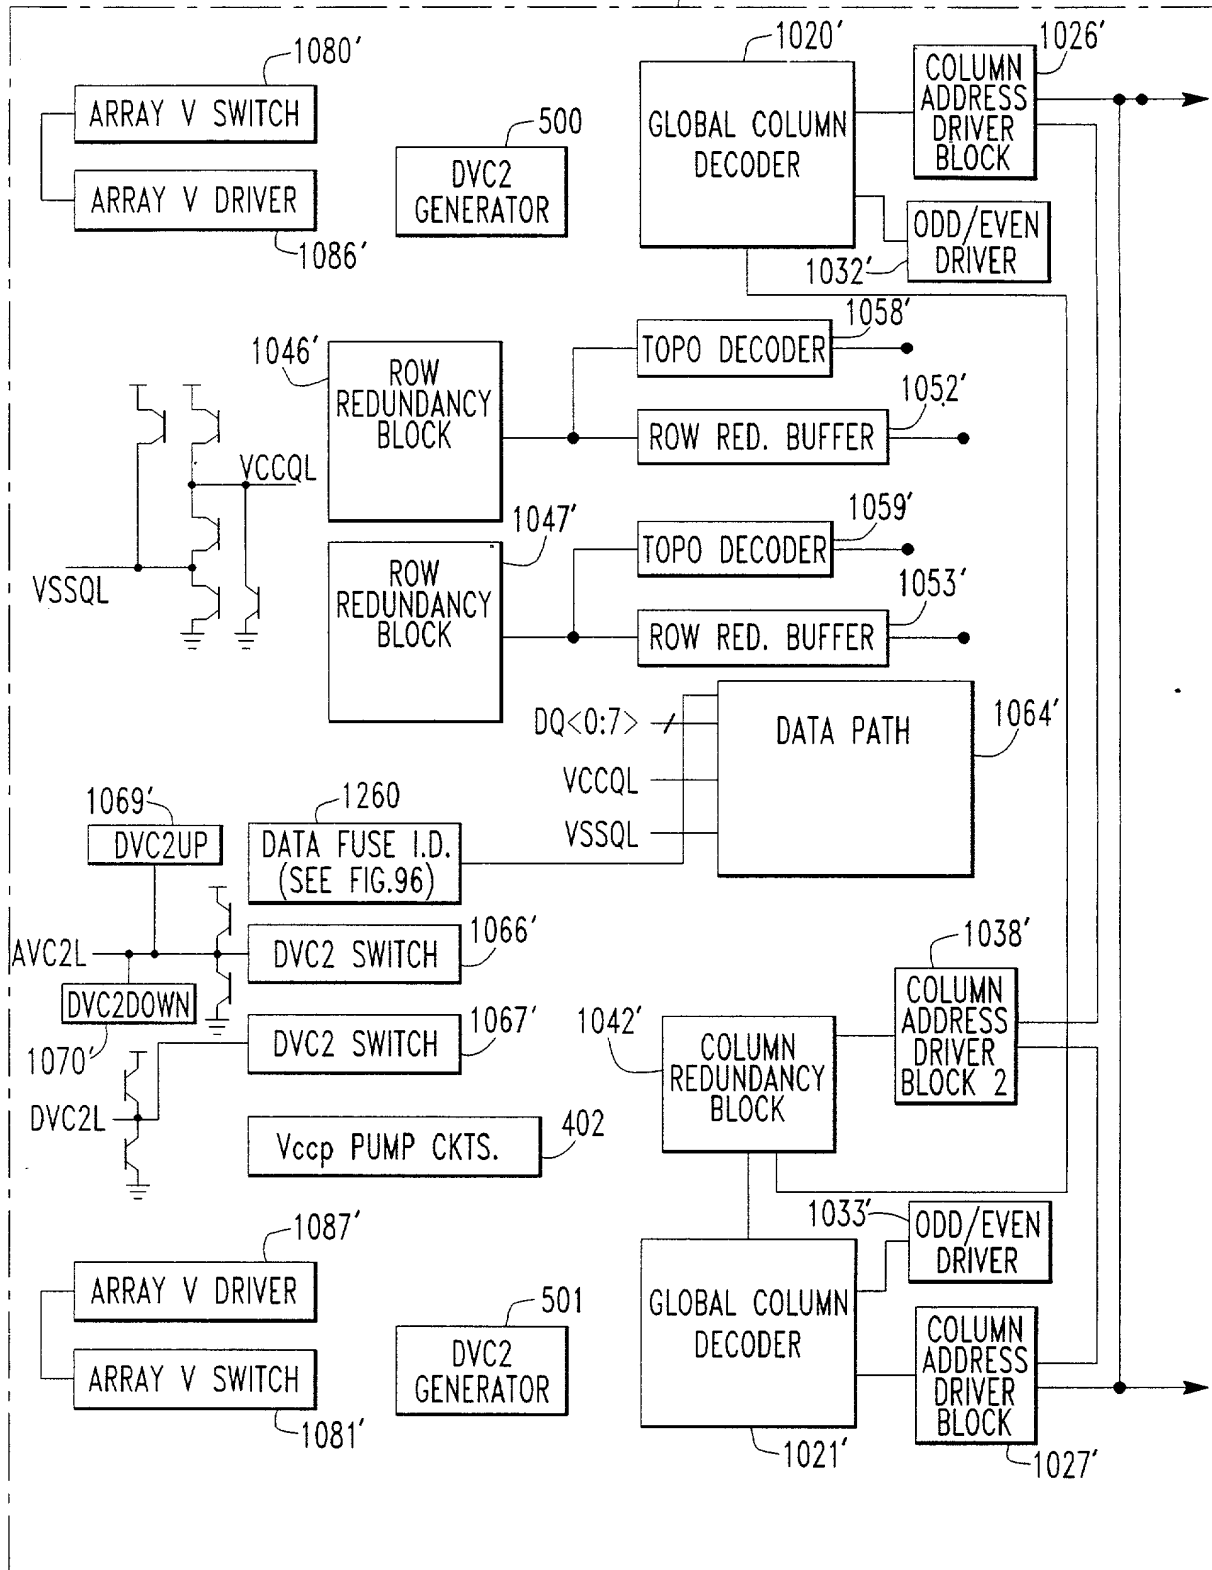 1080′
ARRAY V SWITCH
ARRAY V DRIVER
1086′
500
DVC2
GENERATOR
1020′
GLOBAL COLUMN
DECODER
1026′
COLUMN
ADDRESS
DRIVER
BLOCK
ODD/EVEN
DRIVER
1032′
1046′
ROW
REDUNDANCY
BLOCK
1058′
TOPO DECODER
1052′
ROW RED. BUFFER
VCCQL
VSSQL
1047′
ROW
REDUNDANCY
BLOCK
1059′
TOPO DECODER
1053′
ROW RED. BUFFER
DQ<0:7>
VCCQL
VSSQL
DATA PATH
1064′
1069′
DVC2UP
1260
DATA FUSE I.D.
(SEE FIG.96)
AVC2L
DVC2 SWITCH
1066′
DVC2DOWN
1070′
DVC2 SWITCH
1067′
DVC2L
Vccp PUMP CKTS.
402
1042′
COLUMN
REDUNDANCY
BLOCK
1038′
COLUMN
ADDRESS
DRIVER
BLOCK 2
1087′
ARRAY V DRIVER
ARRAY V SWITCH
1081′
501
DVC2
GENERATOR
GLOBAL COLUMN
DECODER
1021′
1033′
ODD/EVEN
DRIVER
COLUMN
ADDRESS
DRIVER
BLOCK
1027′